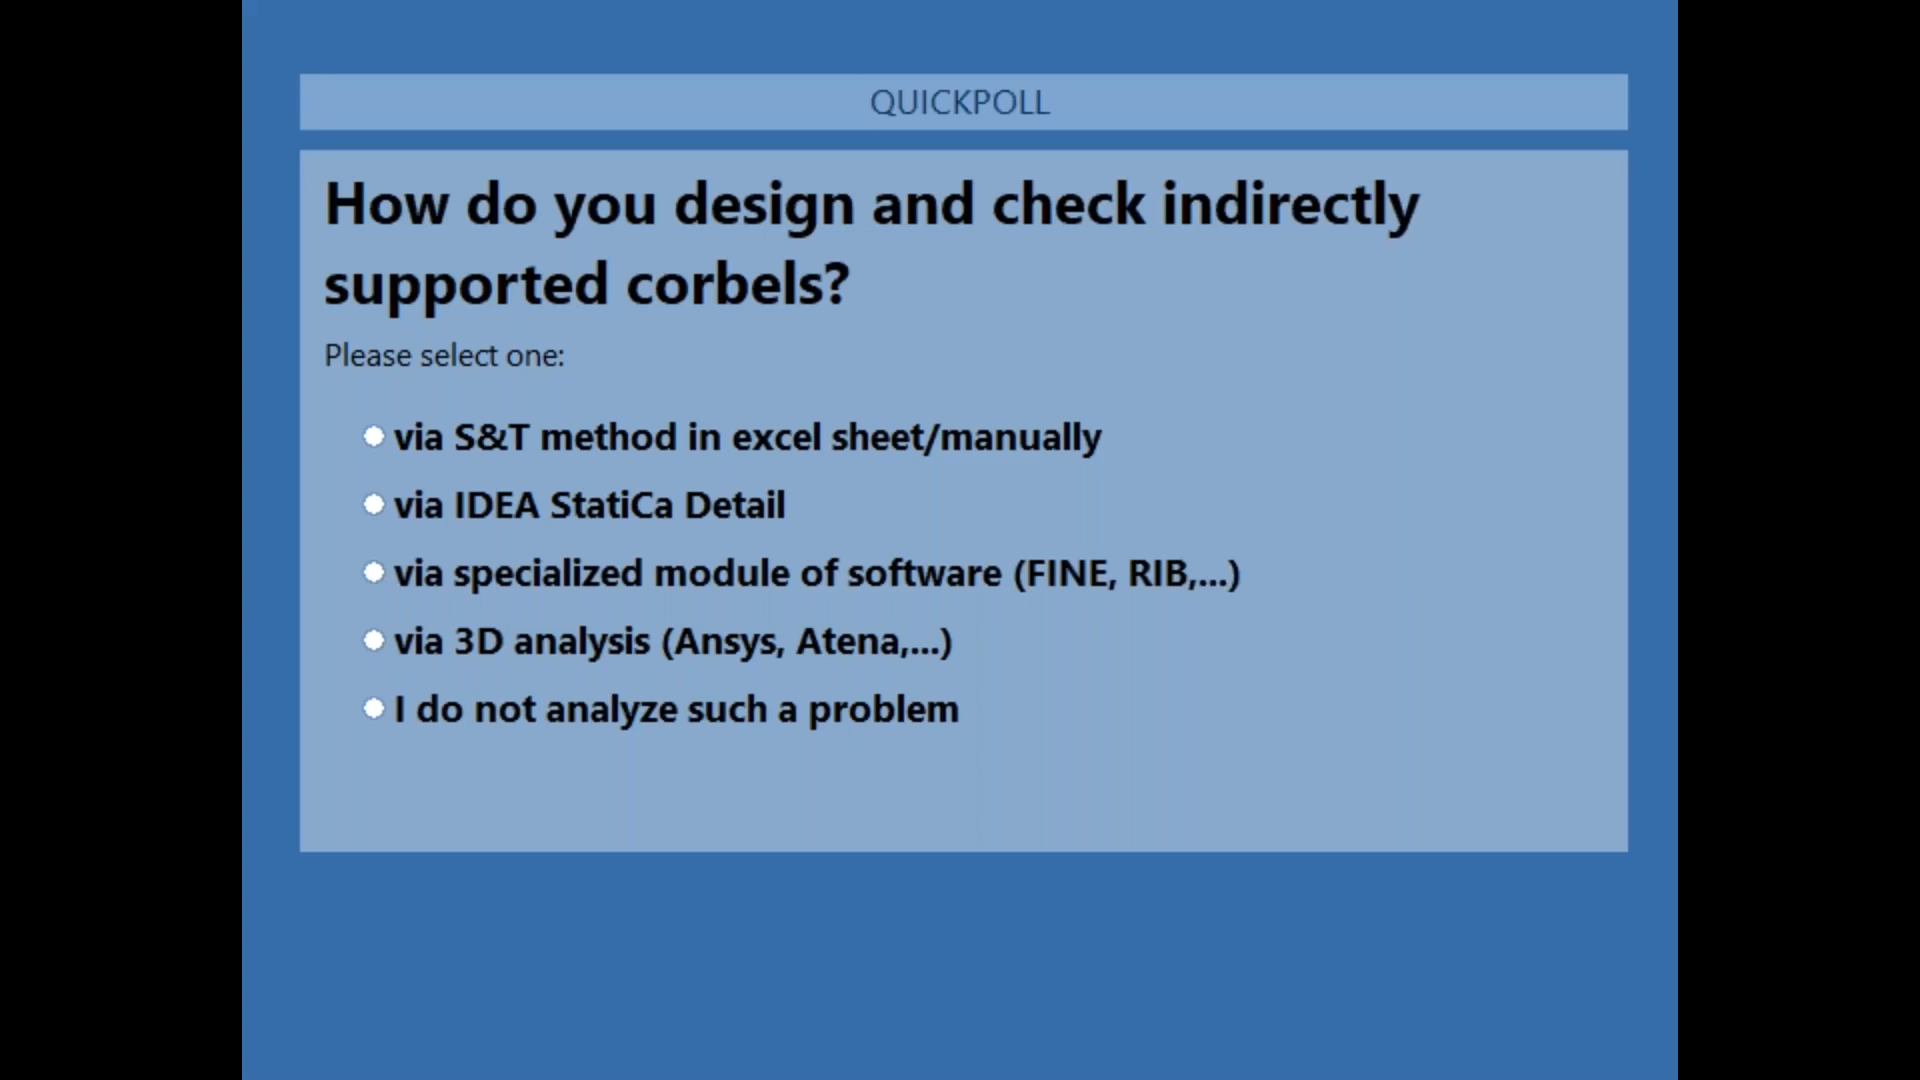 QUICKPOLL
How do you design and check indirectly
supported corbels?
Please select one:
via S&T method in excel sheet/manually
via IDEA StatiCa Detail
via specialized module of software (FINE, RIB,...)
via 3D analysis (Ansys, Atena,...)
I do not analyze such a problem